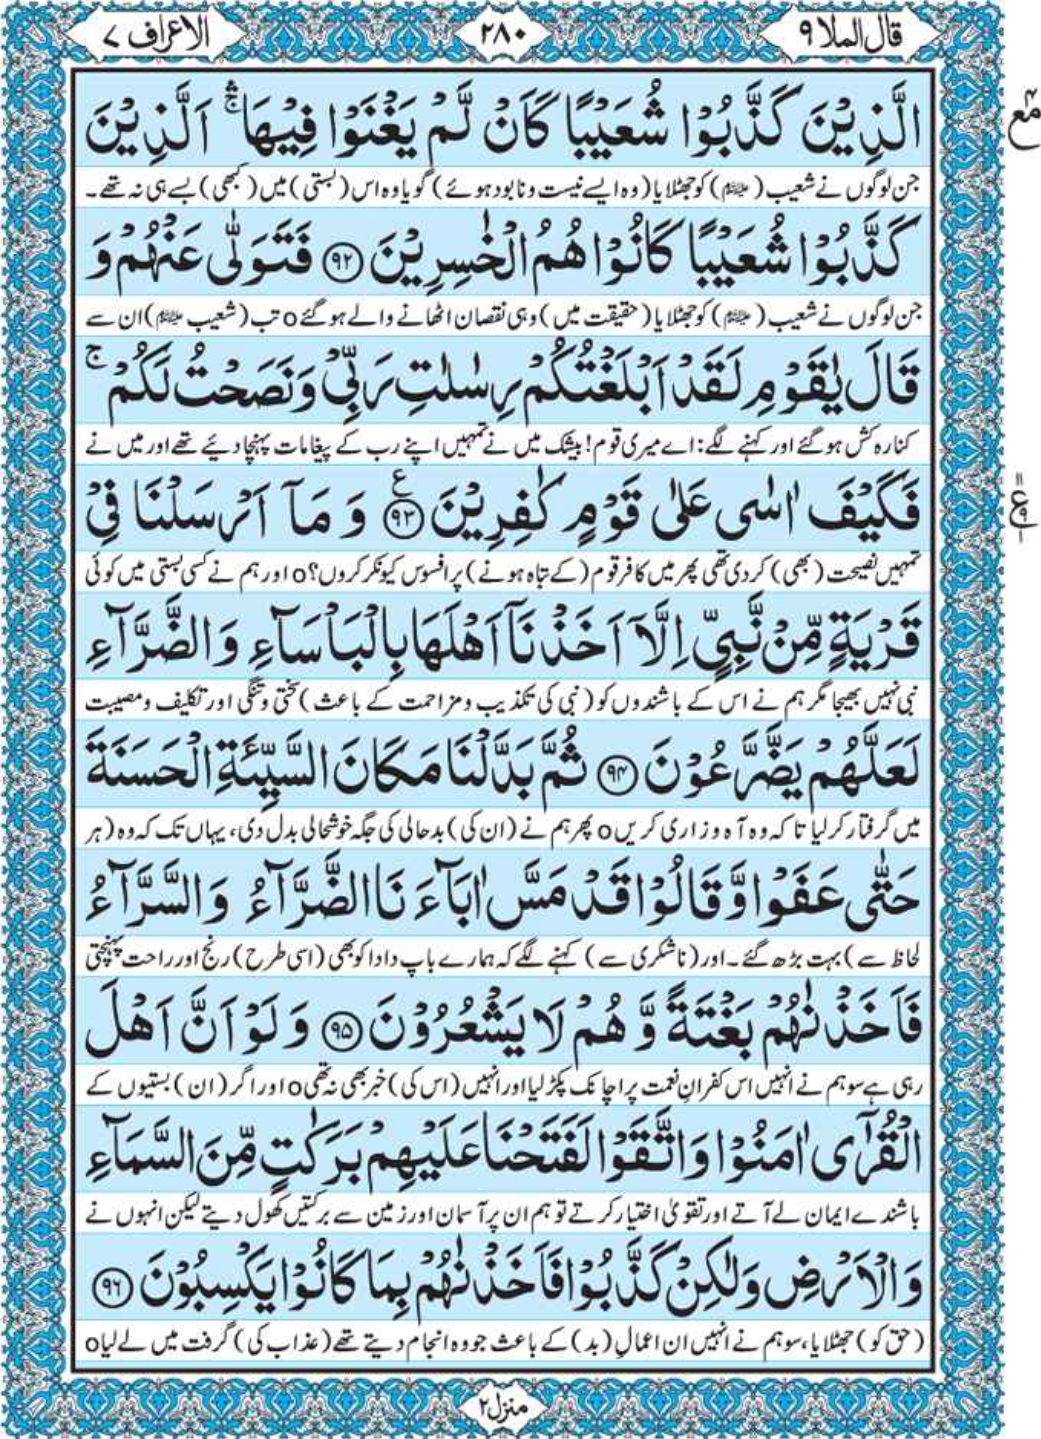 قال الملا ٩
٢٨٠
الاعراف ٧
الَّذِيْنَ كَذَّبُوْا شُعَيْبًا كَاَنْ لَّمْ يَغْنَوْا فِيْهَا ۛۚ اَلَّذِيْنَ
جن لوگوں نے شعیب (علیہ السلام) کو جھٹلایا (وہ ایسے نیست و نابود ہوئے) گویا وہ اس (بستی) میں (کبھی) بسے ہی نہ تھے۔
كَذَّبُوْا شُعَيْبًا كَانُوْا هُمُ الْخٰسِرِيْنَ ﴿٩٢﴾ فَتَوَلّٰى عَنْهُمْ وَ
جن لوگوں نے شعیب (علیہ السلام) کو جھٹلایا (حقیقت میں) وہی نقصان اٹھانے والے ہوگئے o تب (شعیب علیہ السلام) ان سے
قَالَ يٰقَوْمِ لَقَدْ اَبْلَغْتُكُمْ رِسٰلٰتِ رَبِّيْ وَنَصَحْتُ لَكُمْ ۚ
کنارہ کش ہوگئے اور کہنے لگے: اے میری قوم! بیشک میں نے تمہیں اپنے رب کے پیغامات پہنچا دیئے تھے اور میں نے
فَكَيْفَ اٰسٰى عَلٰى قَوْمٍ كٰفِرِيْنَ ﴿٩٣﴾ ع وَ مَاۤ اَرْسَلْنَا فِيْ
تمہیں نصیحت (بھی) کردی تھی پھر میں کافر قوم (کے تباہ ہونے) پر افسوس کیونکر کروں؟ o اور ہم نے کسی بستی میں کوئی
قَرْيَةٍ مِّنْ نَّبِيٍّ اِلَّاۤ اَخَذْنَاۤ اَهْلَهَا بِالْبَاْسَآءِ وَالضَّرَّآءِ
نبی نہیں بھیجا مگر ہم نے اس کے باشندوں کو (نبی کی تکذیب و مزاحمت کے باعث) سختی و تنگی اور تکلیف و مصیبت
لَعَلَّهُمْ يَضَّرَّعُوْنَ ﴿٩٤﴾ ثُمَّ بَدَّلْنَا مَكَانَ السَّيِّئَةِ الْحَسَنَةَ
میں گرفتار کر لیا تاکہ وہ آہ و زاری کریں o پھر ہم نے (ان کی) بدحالی کی جگہ خوشحالی بدل دی، یہاں تک کہ وہ (ہر
حَتّٰى عَفَوْا وَّقَالُوْا قَدْ مَسَّ اٰبَآءَنَا الضَّرَّآءُ وَالسَّرَّآءُ
لحاظ سے) بہت بڑھ گئے۔ اور (ناشکری سے) کہنے لگے کہ ہمارے باپ دادا کو بھی (اسی طرح) رنج اور راحت پہنچتی
فَاَخَذْنٰهُمْ بَغْتَةً وَّ هُمْ لَا يَشْعُرُوْنَ ﴿٩٥﴾ وَ لَوْ اَنَّ اَهْلَ
رہی ہے سو ہم نے انہیں اس کفرانِ نعمت پر اچانک پکڑ لیا اور انہیں (اس کی) خبر بھی نہ تھی o اور اگر (ان) بستیوں کے
الْقُرٰۤى اٰمَنُوْا وَاتَّقَوْا لَفَتَحْنَا عَلَيْهِمْ بَرَكٰتٍ مِّنَ السَّمَآءِ
باشندے ایمان لے آتے اور تقویٰ اختیار کرتے تو ہم ان پر آسمان اور زمین سے برکتیں کھول دیتے لیکن انہوں نے
وَالْاَرْضِ وَلٰكِنْ كَذَّبُوْا فَاَخَذْنٰهُمْ بِمَا كَانُوْا يَكْسِبُوْنَ ﴿٩٦﴾
(حق کو) جھٹلایا، سو ہم نے انہیں ان اعمالِ (بد) کے باعث جو وہ انجام دیتے تھے (عذاب کی) گرفت میں لے لیا o
منزل ٢